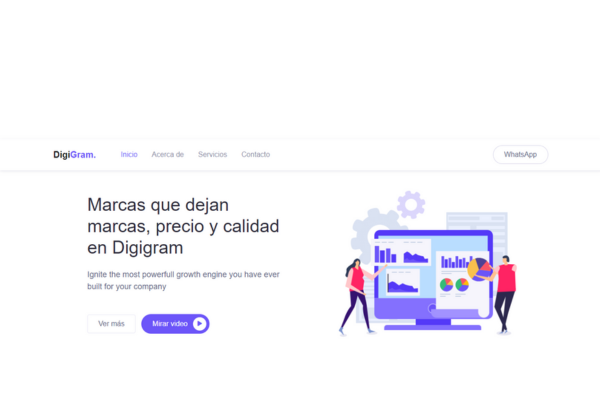 DigiGram. Inicio Acerca de Servicios Contacto WhatsApp
Marcas que dejan
marcas, precio y calidad
en Digigram
Ignite the most powerfull growth engine you have ever
built for your company
Ver más Mirar video